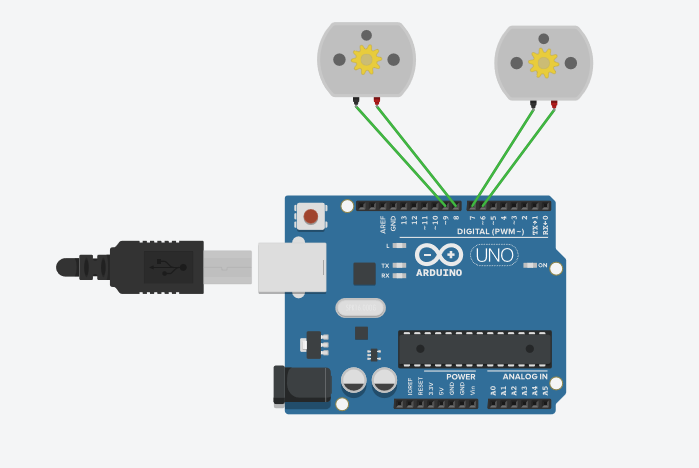 AREF
GND
13
12
~11
~10
~9
8
7
~6
~5
4
~3
2
TX→1
RX←0
DIGITAL (PWM~)
L
TX
RX
ARDUINO
UNO
ON
POWER
ANALOG IN
IOREF
RESET
3.3V
5V
GND
GND
Vin
A0
A1
A2
A3
A4
A5